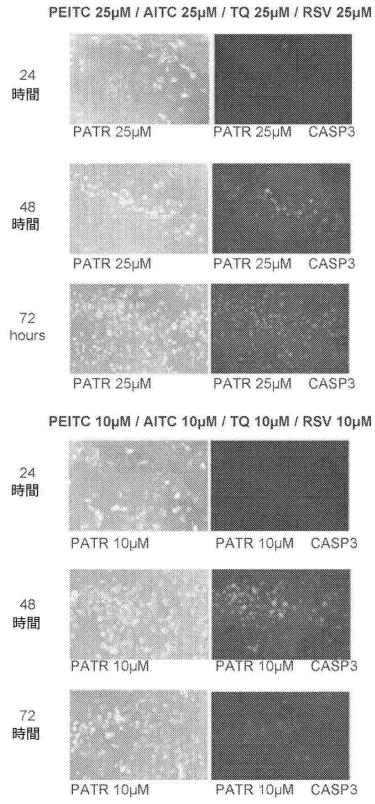 PEITC 25µM / AITC 25µM / TQ 25µM / RSV 25µM
24
時間
PATR 25µM PATR 25µM CASP3
48
時間
PATR 25µM PATR 25µM CASP3
72
hours
PATR 25µM PATR 25µM CASP3
PEITC 10µM / AITC 10µM / TQ 10µM / RSV 10µM
24
時間
PATR 10µM PATR 10µM CASP3
48
時間
PATR 10µM PATR 10µM CASP3
72
時間
PATR 10µM PATR 10µM CASP3